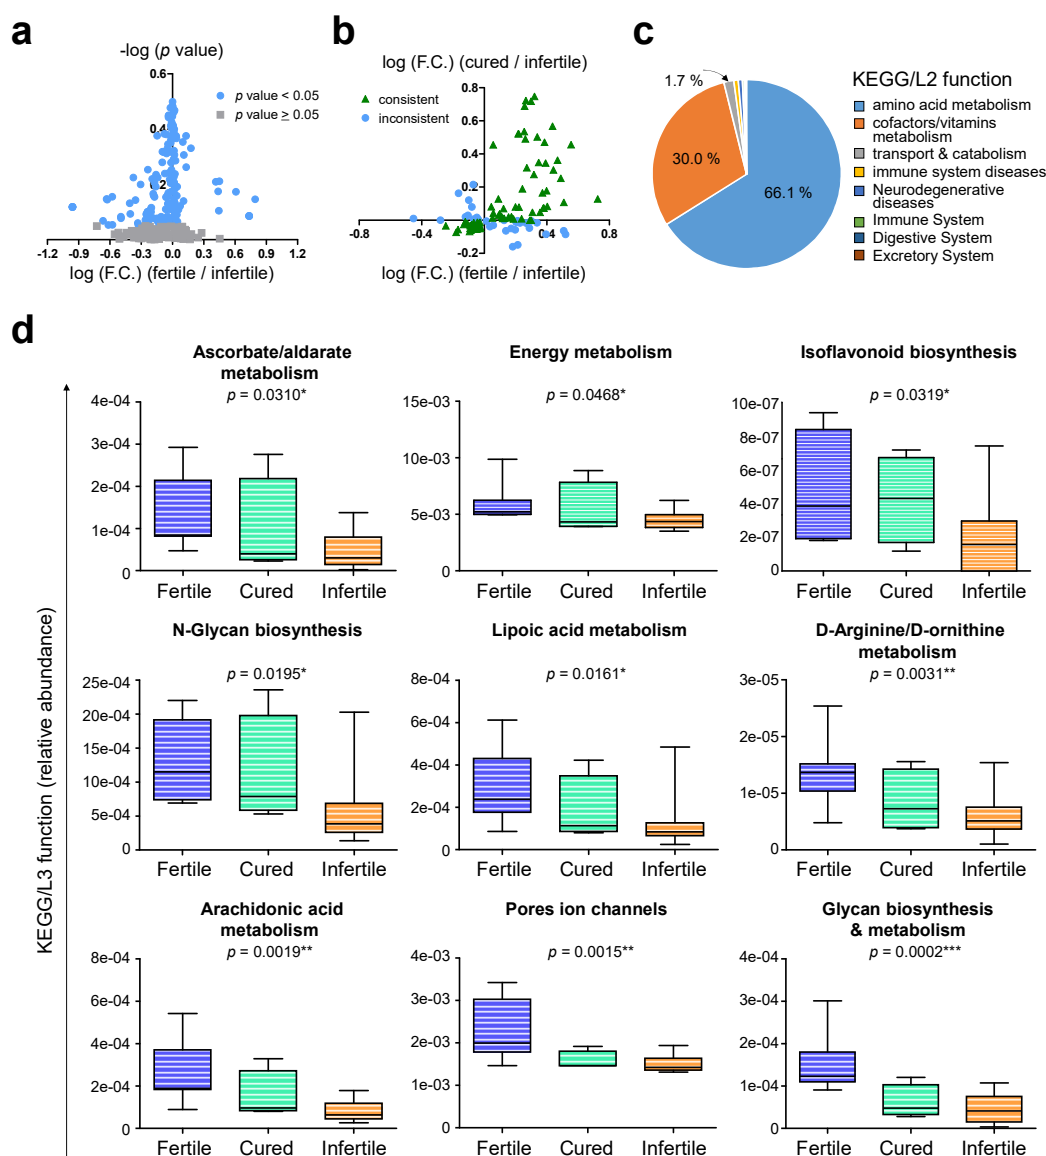 a
-log (p value)
0.6
0.4
0.2
p value < 0.05
p value ≥ 0.05
-1.2 -0.9 -0.6 -0.3 0.0 0.3 0.6 0.9 1.2
log (F.C.) (fertile / infertile)
b
log (F.C.) (cured / infertile)
0.8
0.6
0.4
0.2
-0.2
consistent
inconsistent
-0.8 -0.4 0.0 0.4 0.8
log (F.C.) (fertile / infertile)
c
1.7 %
30.0 %
66.1 %
KEGG/L2 function
amino acid metabolism
cofactors/vitamins
metabolism
transport & catabolism
immune system diseases
Neurodegenerative
diseases
Immune System
Digestive System
Excretory System
d
KEGG/L3 function (relative abundance)
Ascorbate/aldarate
metabolism
p = 0.0310*
4e-04
3e-04
2e-04
1e-04
0
Fertile Cured Infertile
Energy metabolism
p = 0.0468*
15e-03
10e-03
5e-03
0
Fertile Cured Infertile
Isoflavonoid biosynthesis
p = 0.0319*
10e-07
8e-07
6e-07
4e-07
2e-07
0
Fertile Cured Infertile
N-Glycan biosynthesis
p = 0.0195*
25e-04
20e-04
15e-04
10e-04
5e-04
0
Fertile Cured Infertile
Lipoic acid metabolism
p = 0.0161*
8e-04
6e-04
4e-04
2e-04
0
Fertile Cured Infertile
D-Arginine/D-ornithine
metabolism
p = 0.0031**
3e-05
2e-05
1e-05
0
Fertile Cured Infertile
Arachidonic acid
metabolism
p = 0.0019**
8e-04
6e-04
4e-04
2e-04
0
Fertile Cured Infertile
Pores ion channels
p = 0.0015**
4e-03
3e-03
2e-03
1e-03
0
Fertile Cured Infertile
Glycan biosynthesis
& metabolism
p = 0.0002***
4e-04
3e-04
2e-04
1e-04
0
Fertile Cured Infertile